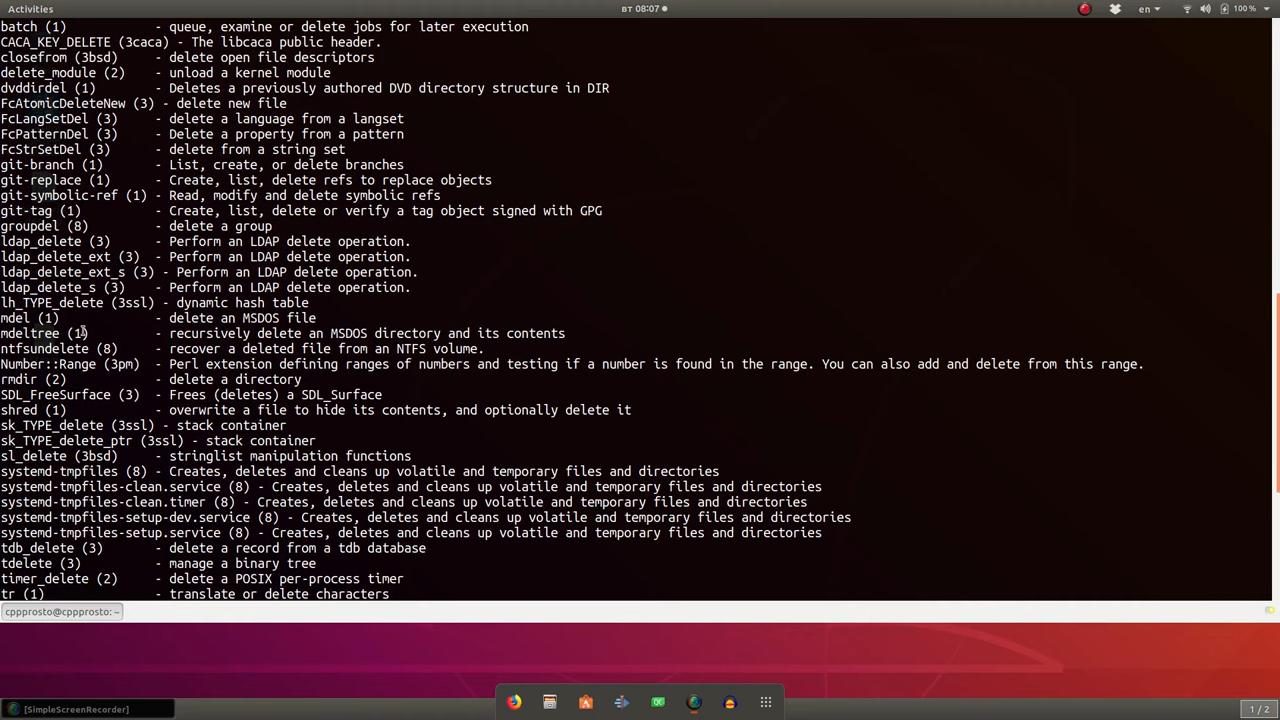 Activities
вт 08:07
en
100 %
batch (1) - queue, examine or delete jobs for later execution
CACA_KEY_DELETE (3caca) - The libcaca public header.
closefrom (3bsd) - delete open file descriptors
delete_module (2) - unload a kernel module
dvddirdel (1) - Deletes a previously authored DVD directory structure in DIR
FcAtomicDeleteNew (3) - delete new file
FcLangSetDel (3) - delete a language from a langset
FcPatternDel (3) - Delete a property from a pattern
FcStrSetDel (3) - delete from a string set
git-branch (1) - List, create, or delete branches
git-replace (1) - Create, list, delete refs to replace objects
git-symbolic-ref (1) - Read, modify and delete symbolic refs
git-tag (1) - Create, list, delete or verify a tag object signed with GPG
groupdel (8) - delete a group
ldap_delete (3) - Perform an LDAP delete operation.
ldap_delete_ext (3) - Perform an LDAP delete operation.
ldap_delete_ext_s (3) - Perform an LDAP delete operation.
ldap_delete_s (3) - Perform an LDAP delete operation.
lh_TYPE_delete (3ssl) - dynamic hash table
mdel (1) - delete an MSDOS file
mdeltree (1) - recursively delete an MSDOS directory and its contents
ntfsundelete (8) - recover a deleted file from an NTFS volume.
Number::Range (3pm) - Perl extension defining ranges of numbers and testing if a number is found in the range. You can also add and delete from this range.
rmdir (2) - delete a directory
SDL_FreeSurface (3) - Frees (deletes) a SDL_Surface
shred (1) - overwrite a file to hide its contents, and optionally delete it
sk_TYPE_delete (3ssl) - stack container
sk_TYPE_delete_ptr (3ssl) - stack container
sl_delete (3bsd) - stringlist manipulation functions
systemd-tmpfiles (8) - Creates, deletes and cleans up volatile and temporary files and directories
systemd-tmpfiles-clean.service (8) - Creates, deletes and cleans up volatile and temporary files and directories
systemd-tmpfiles-clean.timer (8) - Creates, deletes and cleans up volatile and temporary files and directories
systemd-tmpfiles-setup-dev.service (8) - Creates, deletes and cleans up volatile and temporary files and directories
systemd-tmpfiles-setup.service (8) - Creates, deletes and cleans up volatile and temporary files and directories
tdb_delete (3) - delete a record from a tdb database
tdelete (3) - manage a binary tree
timer_delete (2) - delete a POSIX per-process timer
tr (1) - translate or delete characters
cppprosto@cppprosto: ~
QC
[SimpleScreenRecorder]
1 / 2